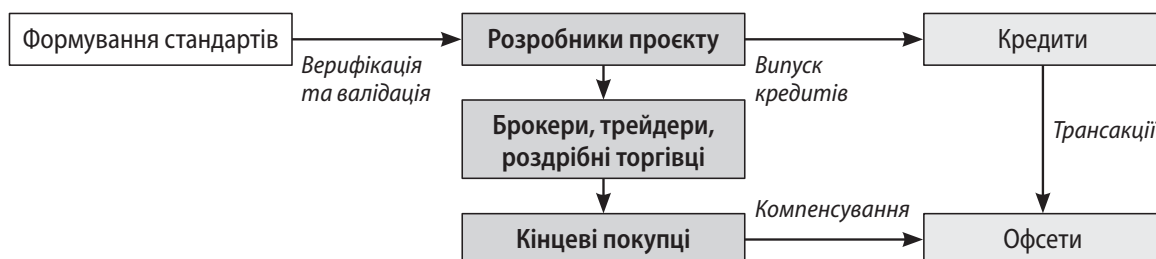 Формування стандартів
Верифікація
та валідація
Розробники проєкту
Випуск
кредитів
Кредити
Брокери, трейдери,
роздрібні торгівці
Трансакції
Кінцеві покупці
Компенсування
Офсети